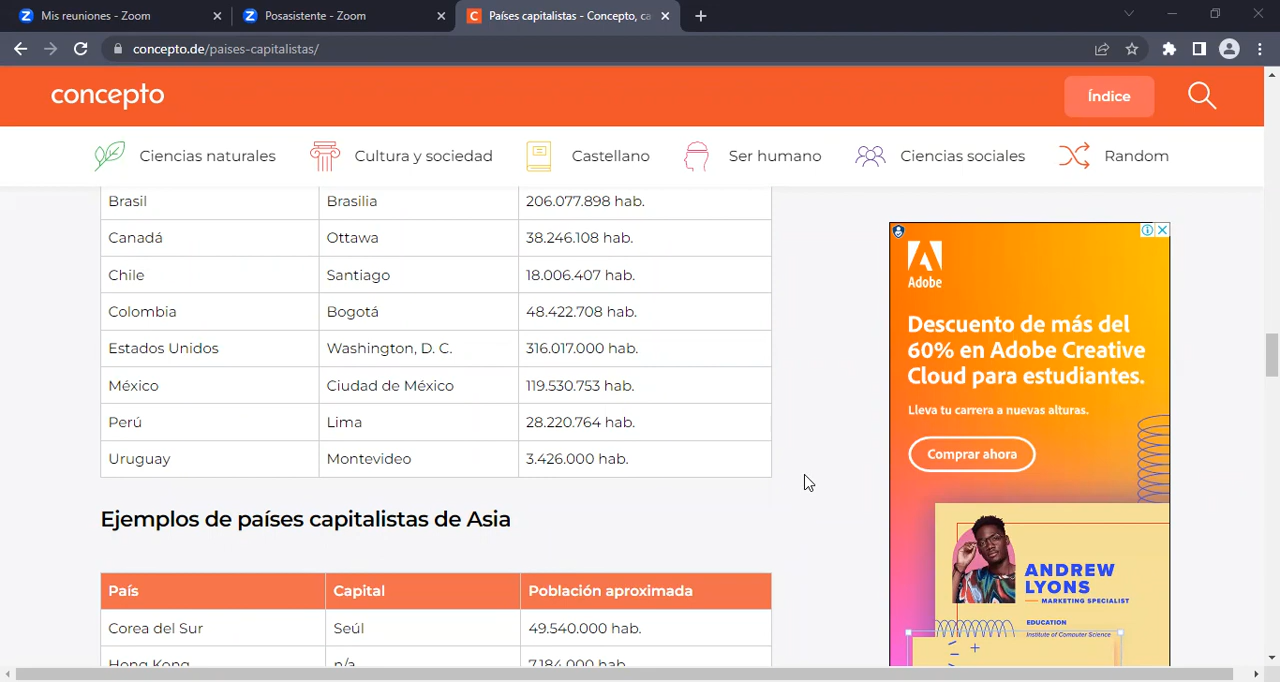 Mis reuniones - Zoom
Posasistente - Zoom
Países capitalistas - Concepto, ca
concepto.de/paises-capitalistas/
concepto
Índice
Ciencias naturales
Cultura y sociedad
Castellano
Ser humano
Ciencias sociales
Random
Brasil Brasilia 206.077.898 hab.
Canadá Ottawa 38.246.108 hab.
Chile Santiago 18.006.407 hab.
Colombia Bogotá 48.422.708 hab.
Estados Unidos Washington, D. C. 316.017.000 hab.
México Ciudad de México 119.530.753 hab.
Perú Lima 28.220.764 hab.
Uruguay Montevideo 3.426.000 hab.
Ejemplos de países capitalistas de Asia
País Capital Población aproximada
Corea del Sur Seúl 49.540.000 hab.
Hong Kong n/a 7.184.000 hab.
Adobe
Descuento de más del
60% en Adobe Creative
Cloud para estudiantes.
Lleva tu carrera a nuevas alturas.
Comprar ahora
ANDREW
LYONS
MARKETING SPECIALIST
EDUCATION
Institute of Computer Science